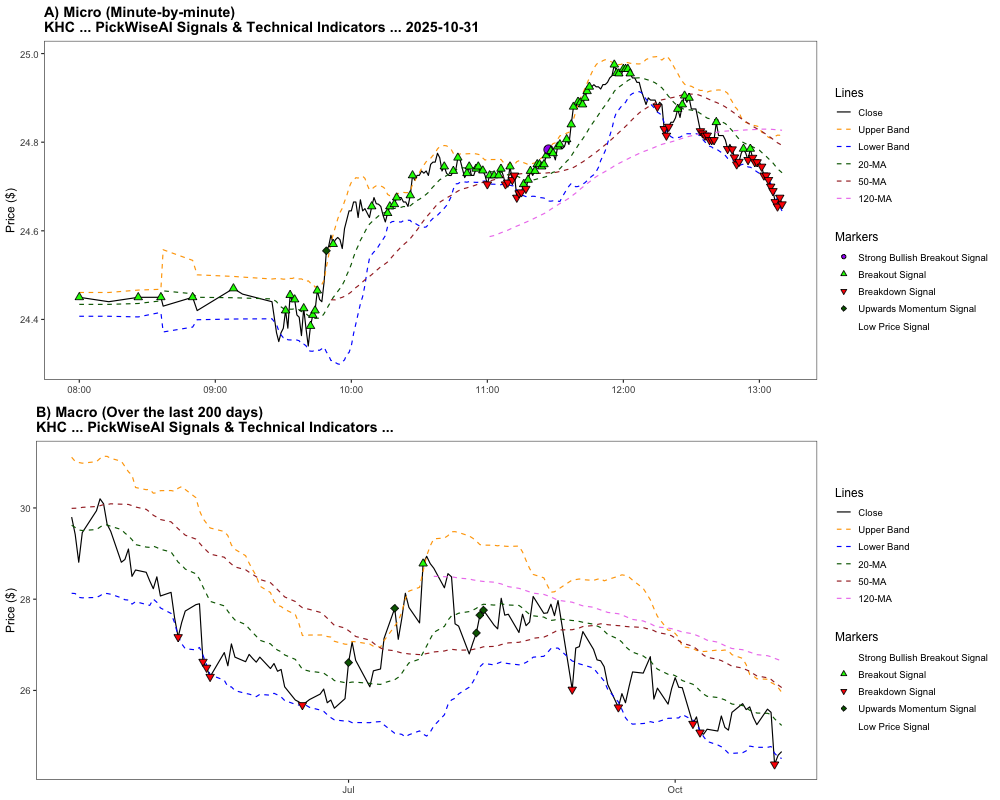 A) Micro (Minute-by-minute)
KHC ... PickWiseAI Signals & Technical Indicators ... 2025-10-31
Price ($)
25.0
24.8
24.6
24.4
08:00
09:00
10:00
11:00
12:00
13:00
Lines
Close
Upper Band
Lower Band
20-MA
50-MA
120-MA
Markers
Strong Bullish Breakout Signal
Breakout Signal
Breakdown Signal
Upwards Momentum Signal
Low Price Signal
B) Macro (Over the last 200 days)
KHC ... PickWiseAI Signals & Technical Indicators ...
Price ($)
30
28
26
Jul
Oct
Lines
Close
Upper Band
Lower Band
20-MA
50-MA
120-MA
Markers
Strong Bullish Breakout Signal
Breakout Signal
Breakdown Signal
Upwards Momentum Signal
Low Price Signal